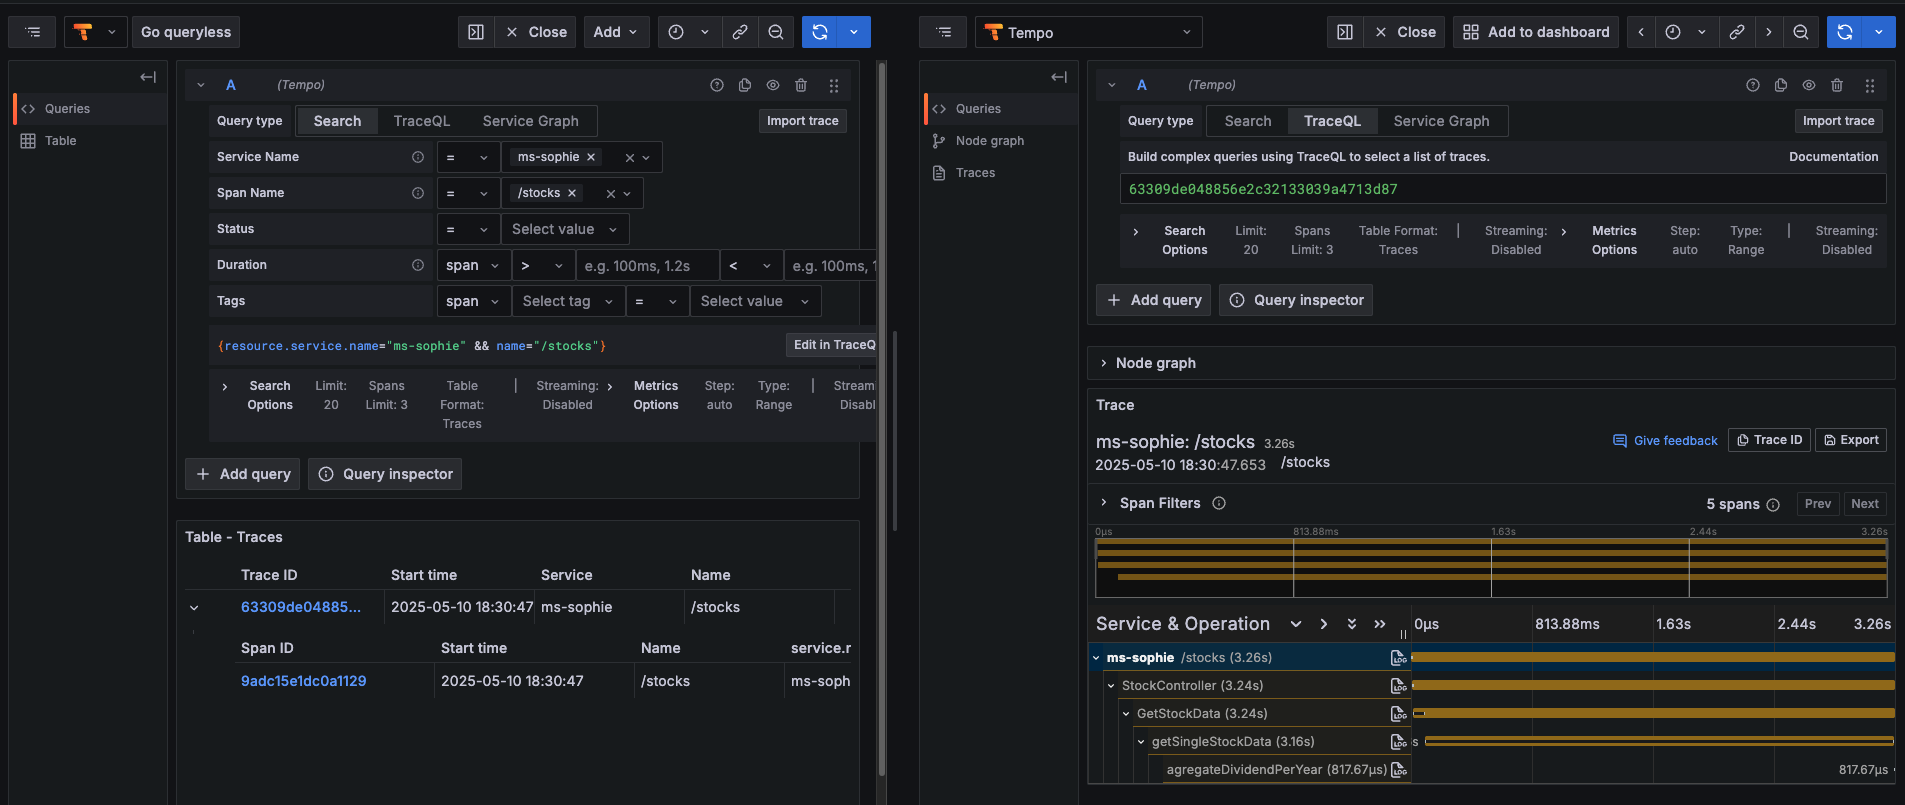 Go queryless
Close
Add
Queries
Table
A
(Tempo)
Query type
Search
TraceQL
Service Graph
Import trace
Service Name
=
ms-sophie
Span Name
=
/stocks
Status
=
Select value
Duration
span
>
e.g. 100ms, 1.2s
<
e.g. 100ms, 1
Tags
span
Select tag
=
Select value
{resource.service.name="ms-sophie" && name="/stocks"}
Edit in TraceQ
Search Options
Limit: 20
Spans Limit: 3
Table Format: Traces
|
Streaming: Disabled
Metrics Options
Step: auto
Type: Range
|
Streami
Disabl
Add query
Query inspector
Table - Traces
Trace ID
Start time
Service
Name
63309de04885...
2025-05-10 18:30:47
ms-sophie
/stocks
Span ID
Start time
Name
service.r
9adc15e1dc0a1129
2025-05-10 18:30:47
/stocks
ms-soph
Tempo
Close
Add to dashboard
Queries
Node graph
Traces
A
(Tempo)
Query type
Search
TraceQL
Service Graph
Import trace
Build complex queries using TraceQL to select a list of traces.
Documentation
63309de048856e2c32133039a4713d87
Search Options
Limit: 20
Spans Limit: 3
Table Format: Traces
|
Streaming: Disabled
Metrics Options
Step: auto
Type: Range
|
Streaming: Disabled
Add query
Query inspector
Node graph
Trace
ms-sophie: /stocks 3.26s
Give feedback
Trace ID
Export
2025-05-10 18:30:47.653 /stocks
Span Filters
5 spans
Prev
Next
0μs
813.88ms
1.63s
2.44s
3.26s
Service & Operation
0μs
813.88ms
1.63s
2.44s
3.26s
ms-sophie /stocks (3.26s)
LOG
StockController (3.24s)
LOG
GetStockData (3.24s)
LOG
getSingleStockData (3.16s)
LOG
s
agregateDividendPerYear (817.67μs)
LOG
817.67μs